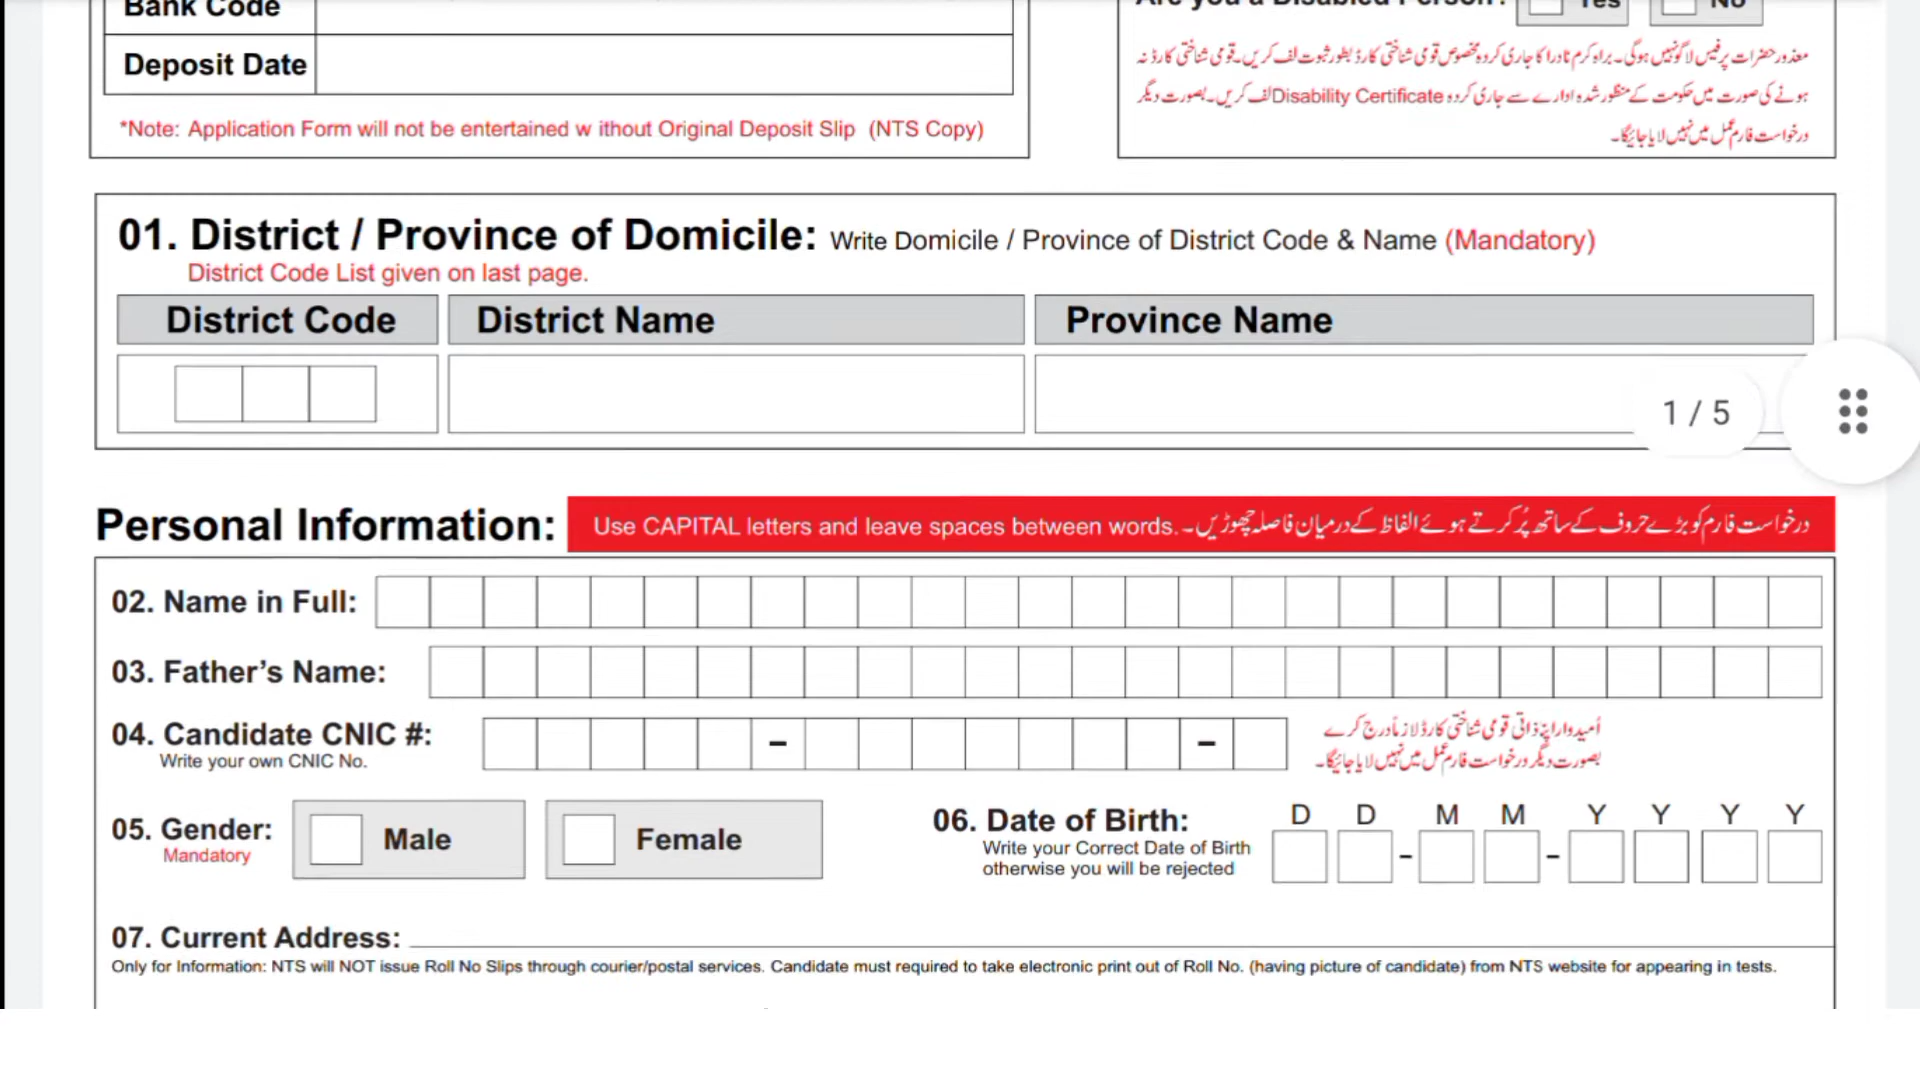 Bank Code
Deposit Date
*Note: Application Form will not be entertained w ithout Original Deposit Slip (NTS Copy)
Are you a Disabled Person? Yes No
معذور حضرات پر فیس لاگو نہیں ہوگی۔ براہ کرم نادرا کا جاری کردہ مخصوص قومی شناختی کارڈ بطور ثبوت لف کریں۔ قومی شناختی کارڈ نہ
ہونے کی صورت میں حکومت کے منظور شدہ ادارے سے جاری کردہ Disability Certificate لف کریں۔ بصورت دیگر
درخواست فارم عمل میں نہیں لایا جائیگا۔
01. District / Province of Domicile: Write Domicile / Province of District Code & Name (Mandatory)
District Code List given on last page.
District Code District Name Province Name
1 / 5
Personal Information: Use CAPITAL letters and leave spaces between words. درخواست فارم کو بڑے حروف کے ساتھ پُر کرتے ہوئے الفاظ کے درمیان فاصلہ چھوڑیں۔
02. Name in Full:
03. Father’s Name:
04. Candidate CNIC #: – –
Write your own CNIC No.
اُمیدوار اپنا ذاتی قومی شناختی کارڈ لازماً درج کرے
بصورت دیگر درخواست فارم عمل میں نہیں لایا جائیگا۔
05. Gender: Male Female
Mandatory
06. Date of Birth: D D M M Y Y Y Y
Write your Correct Date of Birth
otherwise you will be rejected
07. Current Address:
Only for Information: NTS will NOT issue Roll No Slips through courier/postal services. Candidate must required to take electronic print out of Roll No. (having picture of candidate) from NTS website for appearing in tests.